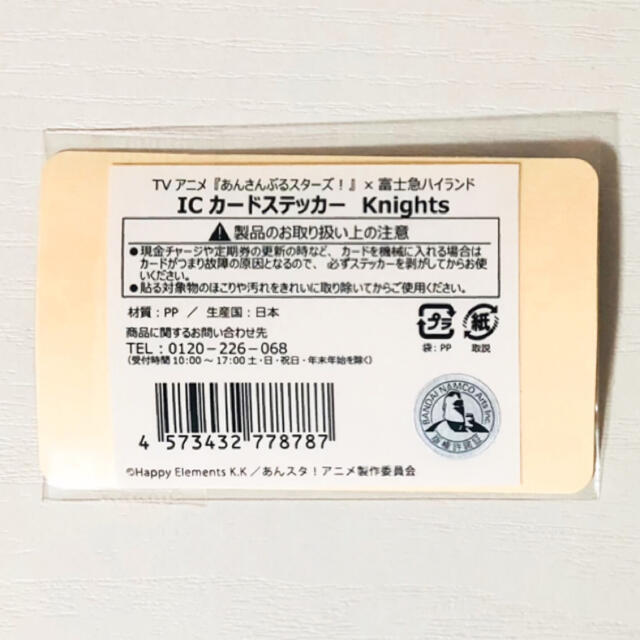 TV アニメ『あんさんぶるスターズ!』× 富士急ハイランド
IC カードステッカー Knights
製品のお取り扱い上の注意
●現金チャージや定期券の更新の時など、カードを機械に入れる場合は
カードがつまり故障の原因となるので、必ずステッカーを剥がしてからお使
いください。
●貼る対象物のほこりや汚れをきれいに取り除いてからご使用ください。
材質:PP / 生産国:日本
商品に関するお問い合わせ先
TEL:0120-226-068
(受付時間 10:00~17:00 土・日・祝日・年末年始を除く)
プラ
袋:PP
紙
取説
4 573432 778787
BANDAI NAMCO Arts Inc.
版権許諾証
©Happy Elements K.K/あんスタ!アニメ製作委員会